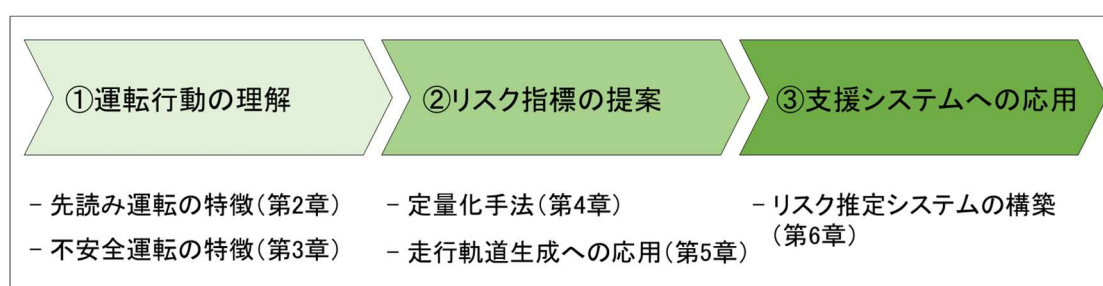 ①運転行動の理解
②リスク指標の提案
③支援システムへの応用
- 先読み運転の特徴(第2章)
- 不安全運転の特徴(第3章)
- 定量化手法(第4章)
- 走行軌道生成への応用(第5章)
- リスク推定システムの構築
(第6章)